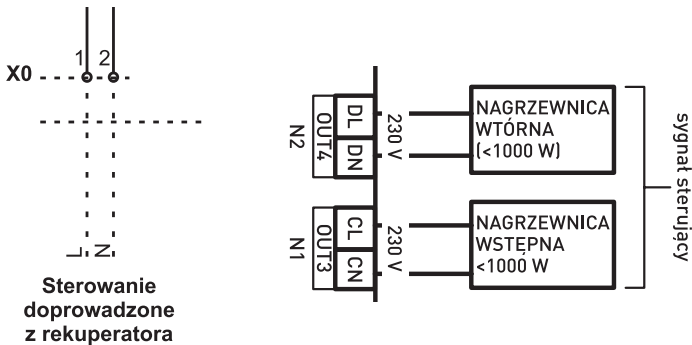 1 2
X0
L N
Sterowanie
doprowadzone
z rekuperatora
N2
OUT4
DL
DN
230 V
NAGRZEWNICA
WTÓRNA
(<1000 W)
N1
OUT3
CL
CN
230 V
NAGRZEWNICA
WSTĘPNA
<1000 W
sygnał sterujący